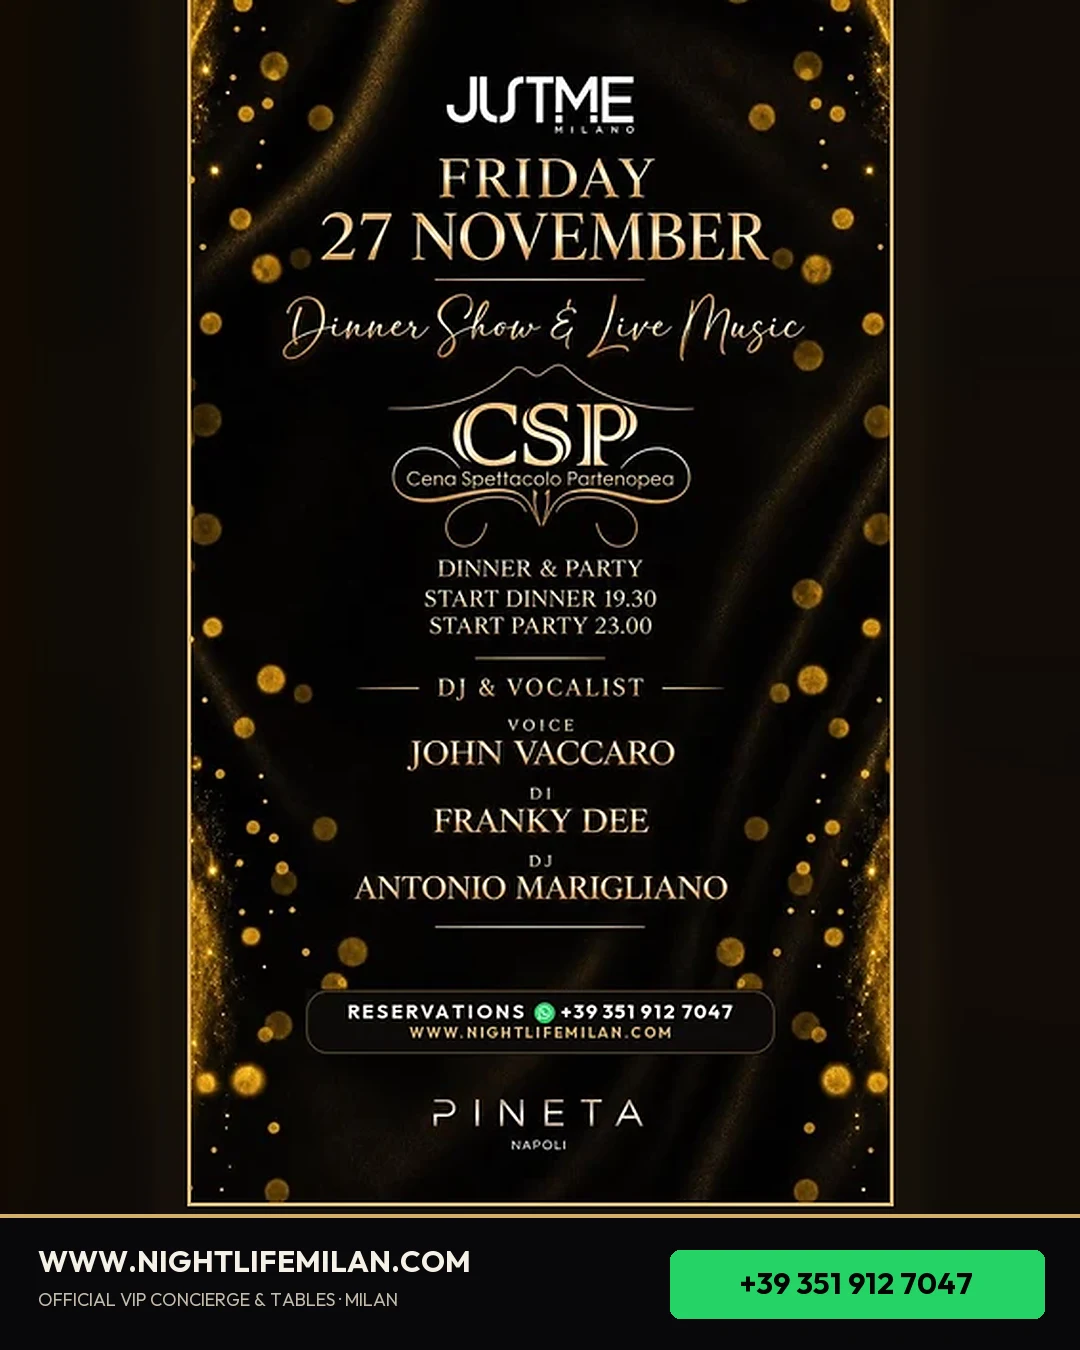 JUSTME
MILANO
FRIDAY
27 NOVEMBER
Dinner Show & Live Music
CSP
Cena Spettacolo Partenopea
DINNER & PARTY
START DINNER 19.30
START PARTY 23.00
DJ & VOCALIST
VOICE
JOHN VACCARO
DJ
FRANKY DEE
DJ
ANTONIO MARIGLIANO
RESERVATIONS +39 351 912 7047
WWW.NIGHTLIFEMILAN.COM
PINETA
NAPOLI
WWW.NIGHTLIFEMILAN.COM
OFFICIAL VIP CONCIERGE & TABLES · MILAN
+39 351 912 7047